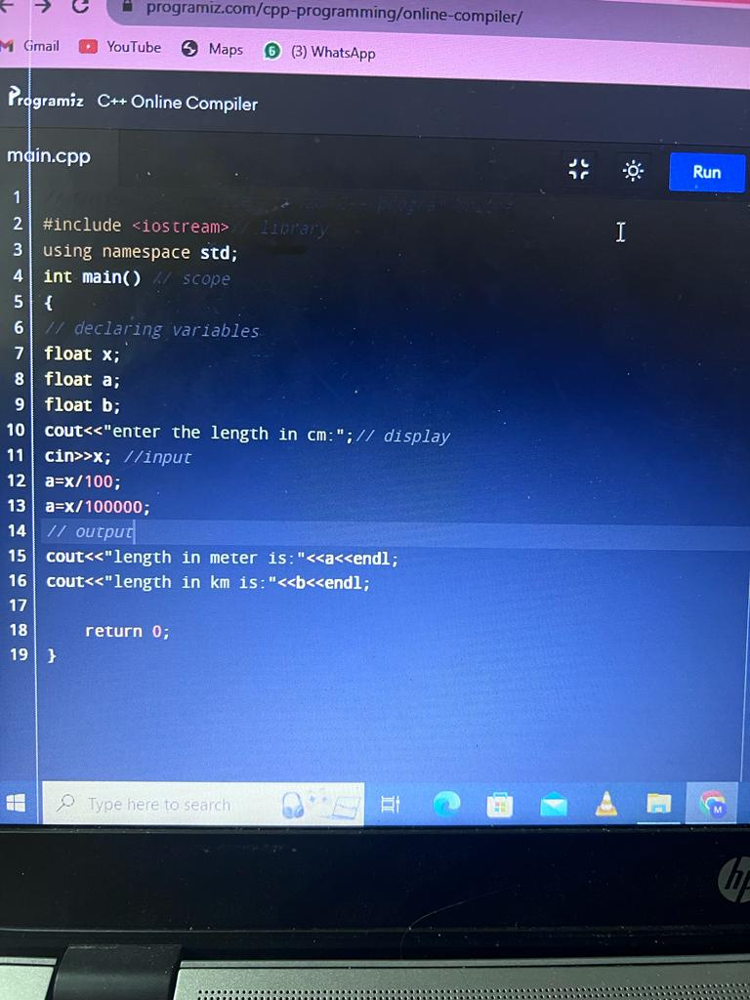 programiz.com/cpp-programming/online-compiler/
Gmail YouTube Maps 6 (3) WhatsApp
Programiz C++ Online Compiler
main.cpp Run
1
2 #include <iostream>// library
3 using namespace std;
4 int main() // scope
5 {
6 // declaring variables
7 float x;
8 float a;
9 float b;
10 cout<<"enter the length in cm:";// display
11 cin>>x; //input
12 a=x/100;
13 a=x/100000;
14 // output
15 cout<<"length in meter is:"<<a<<endl;
16 cout<<"length in km is:"<<b<<endl;
17
18 return 0;
19 }
Type here to search M
hp